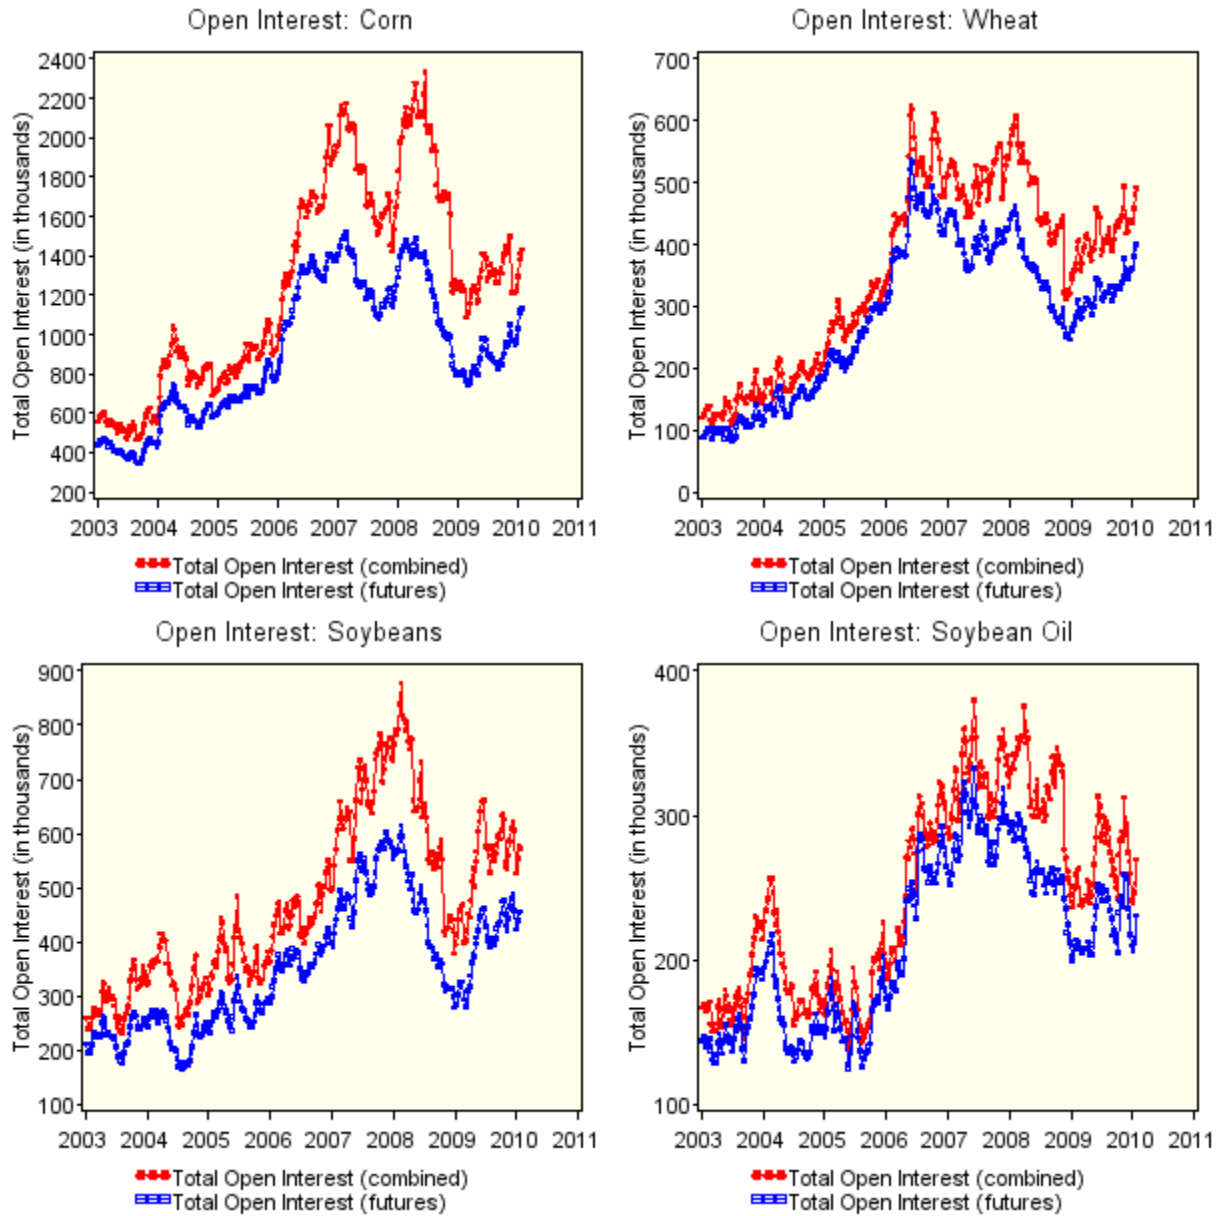 Open Interest: Corn
Total Open Interest (in thousands)
2400
2200
2000
1800
1600
1400
1200
1000
800
600
400
200
2003 2004 2005 2006 2007 2008 2009 2010 2011
Total Open Interest (combined)
Total Open Interest (futures)
Open Interest: Wheat
Total Open Interest (in thousands)
700
600
500
400
300
200
100
0
2003 2004 2005 2006 2007 2008 2009 2010 2011
Total Open Interest (combined)
Total Open Interest (futures)
Open Interest: Soybeans
Total Open Interest (in thousands)
900
800
700
600
500
400
300
200
100
2003 2004 2005 2006 2007 2008 2009 2010 2011
Total Open Interest (combined)
Total Open Interest (futures)
Open Interest: Soybean Oil
Total Open Interest (in thousands)
400
300
200
100
2003 2004 2005 2006 2007 2008 2009 2010 2011
Total Open Interest (combined)
Total Open Interest (futures)